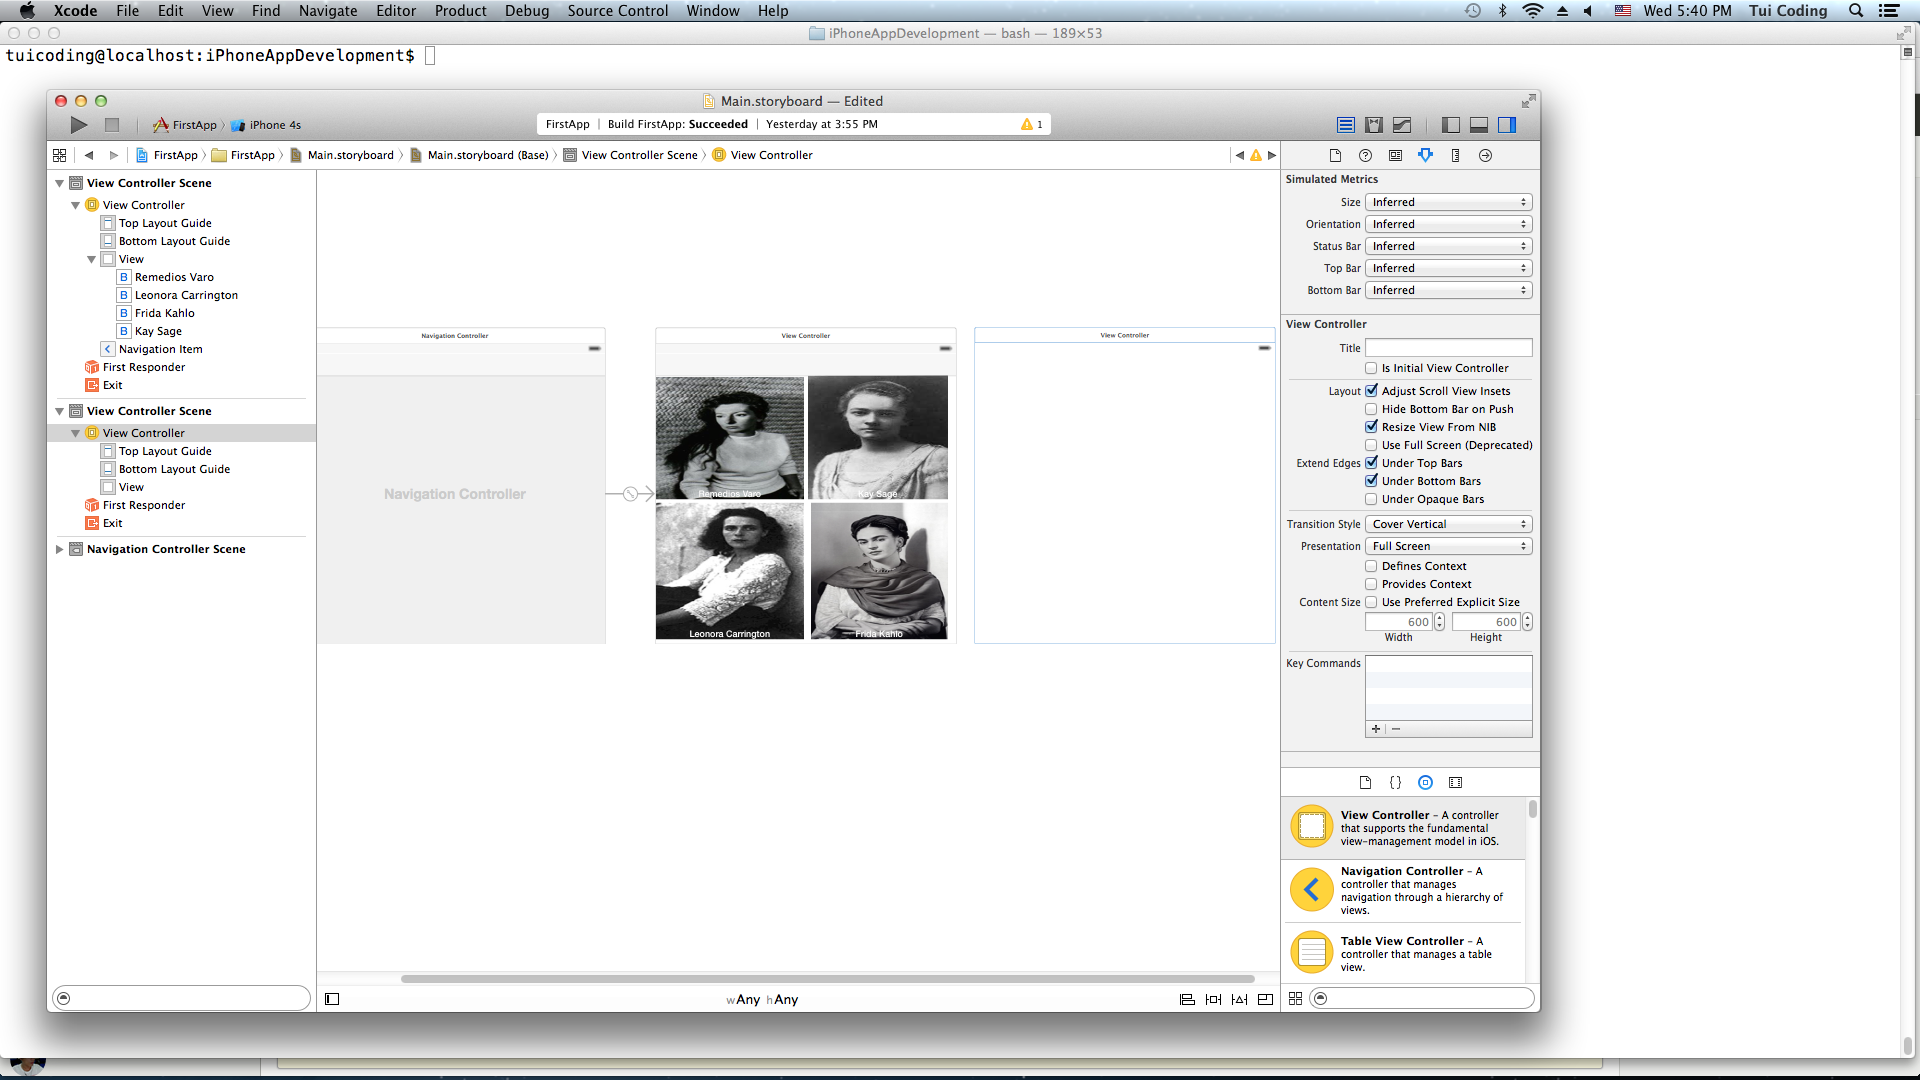 Xcode File Edit View Find Navigate Editor Product Debug Source Control Window Help Wed 5:40 PM Tui Coding
iPhoneAppDevelopment — bash — 189×53
tuicoding@localhost:iPhoneAppDevelopment$
Main.storyboard — Edited
FirstApp iPhone 4s
FirstApp | Build FirstApp: Succeeded | Yesterday at 3:55 PM 1
FirstApp FirstApp Main.storyboard Main.storyboard (Base) View Controller Scene View Controller
View Controller Scene
View Controller
Top Layout Guide
Bottom Layout Guide
View
B Remedios Varo
B Leonora Carrington
B Frida Kahlo
B Kay Sage
Navigation Item
First Responder
Exit
View Controller Scene
View Controller
Top Layout Guide
Bottom Layout Guide
View
First Responder
Exit
Navigation Controller Scene
Navigation Controller
Navigation Controller
View Controller
Remedios Varo
Kay Sage
Leonora Carrington
Frida Kahlo
View Controller
wAny hAny
Simulated Metrics
Size Inferred
Orientation Inferred
Status Bar Inferred
Top Bar Inferred
Bottom Bar Inferred
View Controller
Title
Is Initial View Controller
Layout Adjust Scroll View Insets
Hide Bottom Bar on Push
Resize View From NIB
Use Full Screen (Deprecated)
Extend Edges Under Top Bars
Under Bottom Bars
Under Opaque Bars
Transition Style Cover Vertical
Presentation Full Screen
Defines Context
Provides Context
Content Size Use Preferred Explicit Size
600 600
Width Height
Key Commands
+ −
{}
View Controller – A controller
that supports the fundamental
view-management model in iOS.
Navigation Controller – A
controller that manages
navigation through a hierarchy of
views.
Table View Controller – A
controller that manages a table
view.